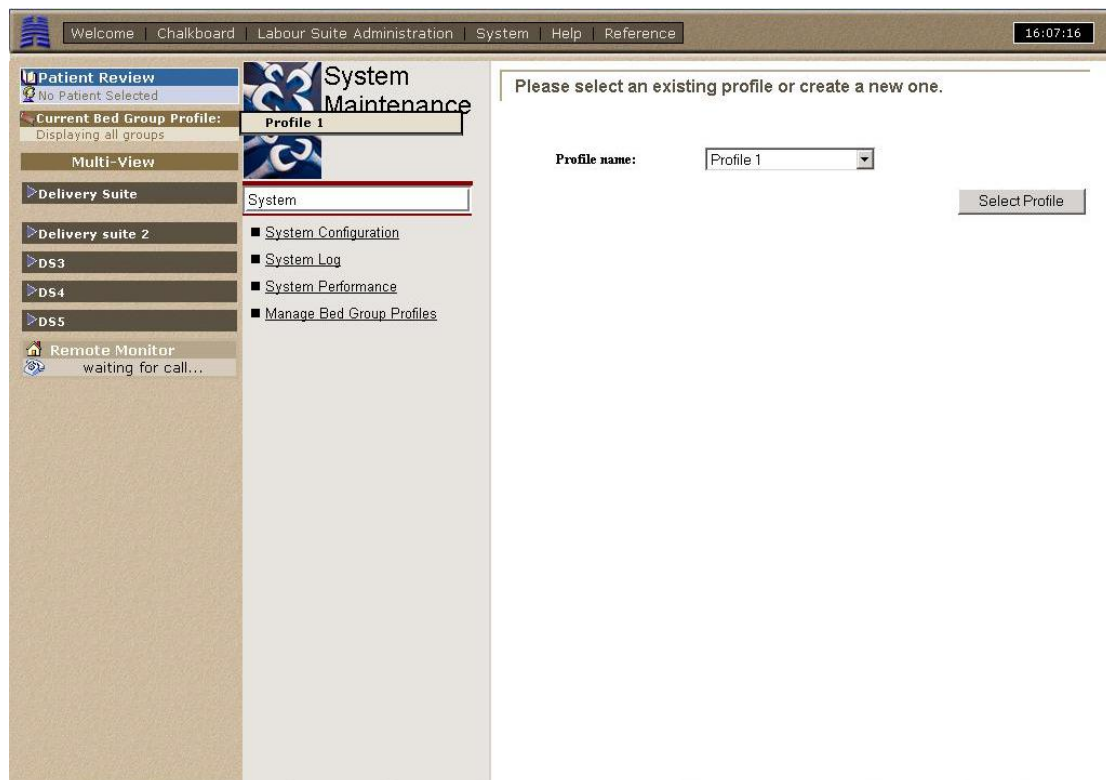 Welcome | Chalkboard | Labour Suite Administration | System | Help | Reference
16:07:16
Patient Review
No Patient Selected
Current Bed Group Profile:
Displaying all groups
Multi-View
Delivery Suite
Delivery suite 2
DS3
DS4
DS5
Remote Monitor
waiting for call...
System
Maintenance
Profile 1
System
System Configuration
System Log
System Performance
Manage Bed Group Profiles
Please select an existing profile or create a new one.
Profile name: Profile 1
Select Profile